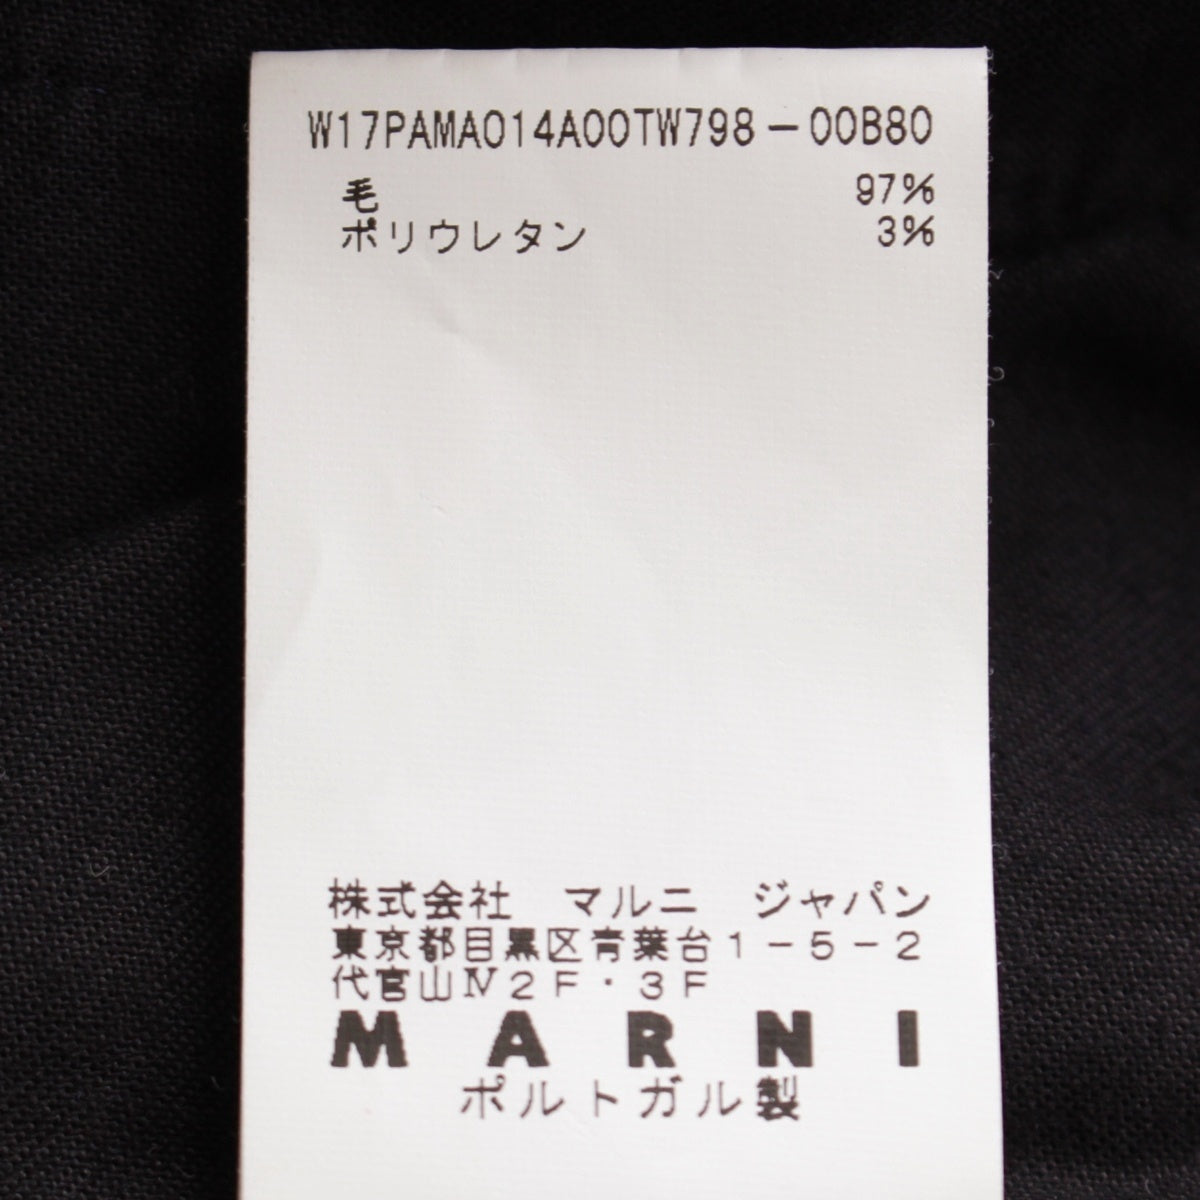 W17PAMA014A00TW798-00B80
毛 97%
ポリウレタン 3%
株式会社 マルニ ジャパン
東京都目黒区青葉台1-5-2
代官山Ⅳ2F・3F
MARNI
ポルトガル製